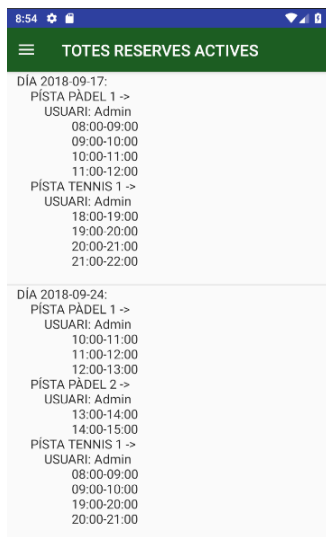 8:54
TOTES RESERVES ACTIVES
DÍA 2018-09-17:
PÍSTA PÀDEL 1 ->
USUARI: Admin
08:00-09:00
09:00-10:00
10:00-11:00
11:00-12:00
PÍSTA TENNIS 1 ->
USUARI: Admin
18:00-19:00
19:00-20:00
20:00-21:00
21:00-22:00
DÍA 2018-09-24:
PÍSTA PÀDEL 1 ->
USUARI: Admin
10:00-11:00
11:00-12:00
12:00-13:00
PÍSTA PÀDEL 2 ->
USUARI: Admin
13:00-14:00
14:00-15:00
PÍSTA TENNIS 1 ->
USUARI: Admin
08:00-09:00
09:00-10:00
19:00-20:00
20:00-21:00